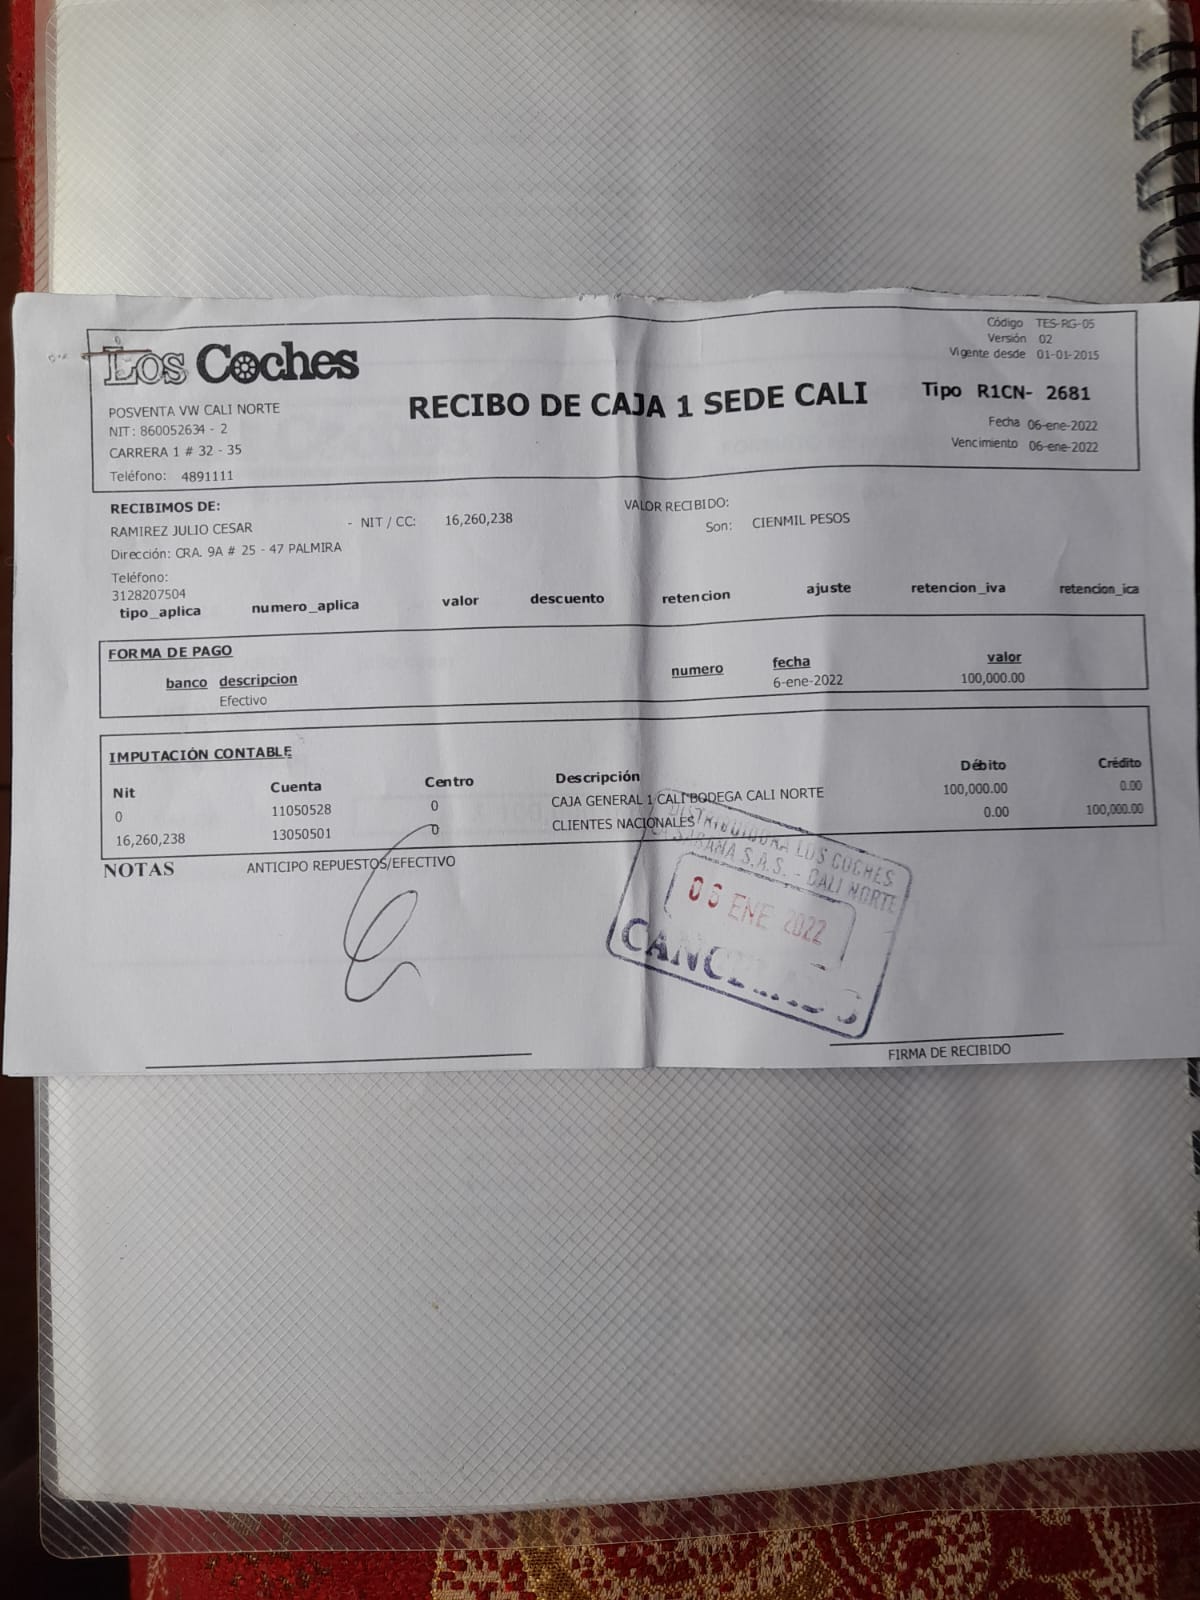 Los Coches
POSVENTA VW CALI NORTE
NIT: 860052634 - 2
CARRERA 1 # 32 - 35
Teléfono: 4891111
RECIBO DE CAJA 1 SEDE CALI
Código TES-RG-05
Versión 02
Vigente desde 01-01-2015
Tipo R1CN- 2681
Fecha 06-ene-2022
Vencimiento 06-ene-2022
RECIBIMOS DE:
RAMIREZ JULIO CESAR - NIT / CC: 16,260,238
Dirección: CRA. 9A # 25 - 47 PALMIRA
Teléfono:
3128207504
VALOR RECIBIDO:
Son: CIENMIL PESOS
tipo_aplica numero_aplica valor descuento retencion ajuste retencion_iva retencion_ica
FORMA DE PAGO
banco descripcion numero fecha valor
Efectivo 6-ene-2022 100,000.00
IMPUTACIÓN CONTABLE
Nit Cuenta Centro Descripción Débito Crédito
0 11050528 0 CAJA GENERAL 1 CALI BODEGA CALI NORTE 100,000.00 0.00
16,260,238 13050501 0 CLIENTES NACIONALES 0.00 100,000.00
NOTAS ANTICIPO REPUESTOS/EFECTIVO
DISTRIBUIDORA LOS COCHES
LA SABANA S.A.S. - CALI NORTE
06 ENE 2022
CANCELADO
FIRMA DE RECIBIDO